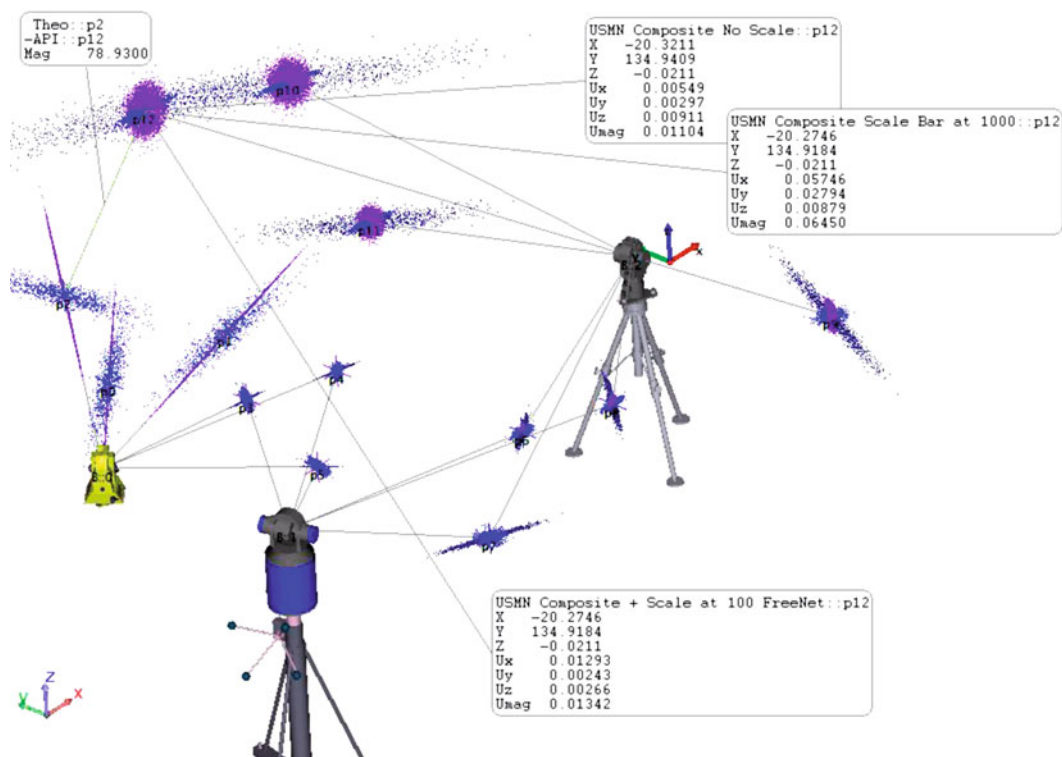 Theo::p2
-API::p12
Mag 78.9300
USMN Composite No Scale::p12
X -20.3211
Y 134.9409
Z -0.0211
Ux 0.00549
Uy 0.00297
Uz 0.00911
Umag 0.01104
USMN Composite Scale Bar at 1000::p12
X -20.2746
Y 134.9184
Z -0.0211
Ux 0.05746
Uy 0.02794
Uz 0.00879
Umag 0.06450
p10
p12
p11
x
p2
p4
p3
p5
p7
USMN Composite + Scale at 100 FreeNet::p12
X -20.2746
Y 134.9184
Z -0.0211
Ux 0.01293
Uy 0.00243
Uz 0.00266
Umag 0.01342
Z
Y
X